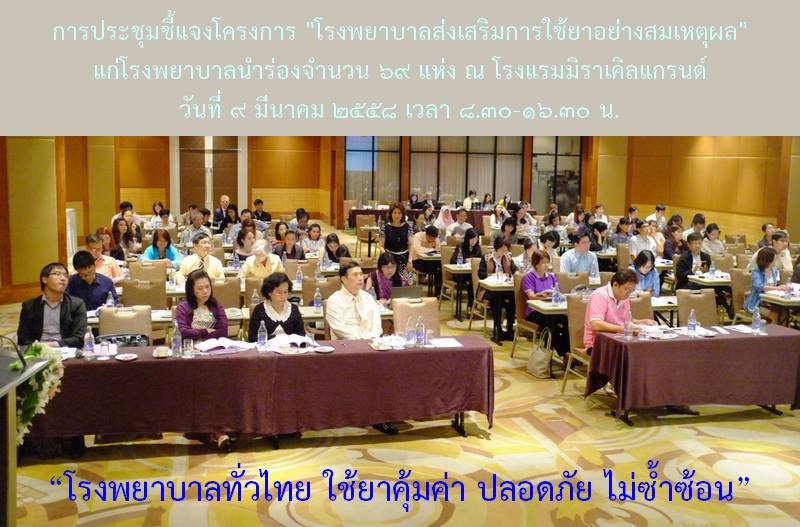 การประชุมชี้แจงโครงการ "โรงพยาบาลส่งเสริมการใช้ยาอย่างสมเหตุผล"
แก่โรงพยาบาลนำร่องจำนวน ๖๙ แห่ง ณ โรงแรมมิราเคิลแกรนด์
วันที่ ๙ มีนาคม ๒๕๕๘ เวลา ๘.๓๐-๑๖.๓๐ น.
“โรงพยาบาลทั่วไทย ใช้ยาคุ้มค่า ปลอดภัย ไม่ซ้ำซ้อน”